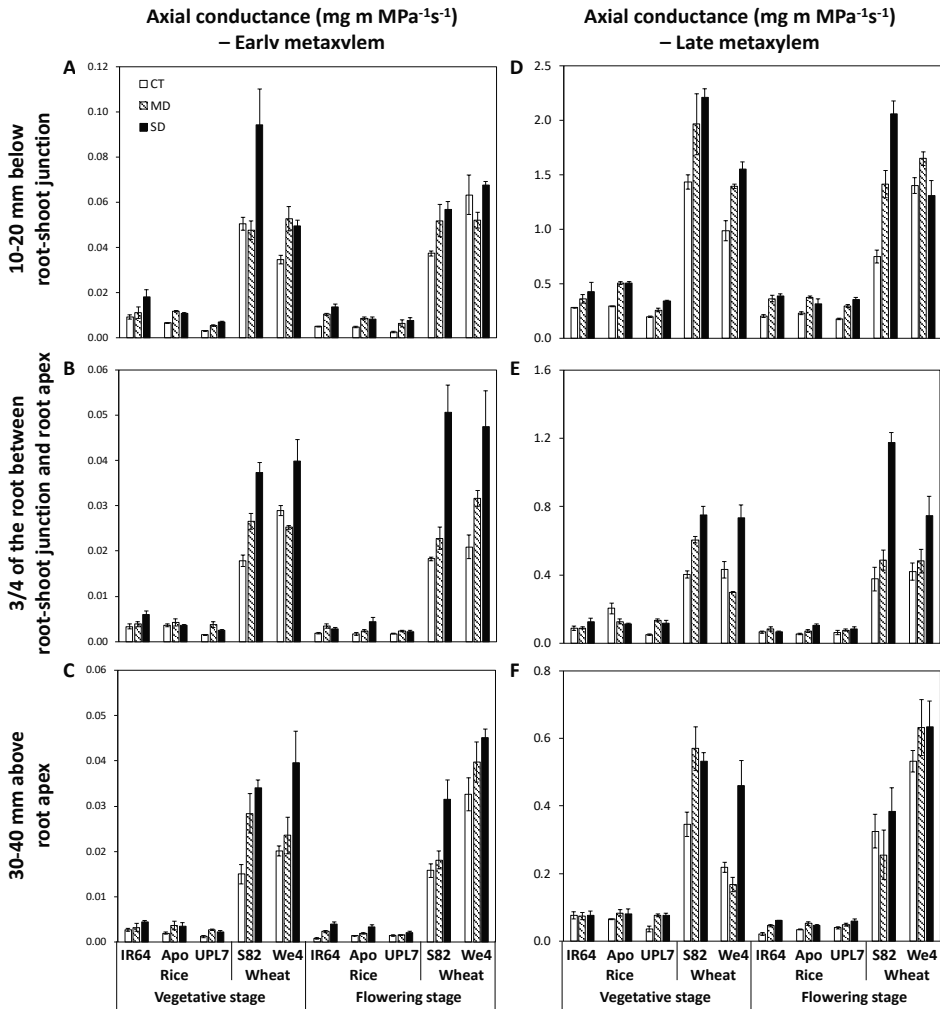 Axial conductance (mg m MPa⁻¹s⁻¹)
– Early metaxvlem
Axial conductance (mg m MPa⁻¹s⁻¹)
– Late metaxylem
10-20 mm below
root-shoot junction
A
0.12
0.10
0.08
0.06
0.04
0.02
0.00
CT
MD
SD
D
2.5
2.0
1.5
1.0
0.5
0.0
3/4 of the root between
root-shoot junction and root apex
B
0.06
0.05
0.04
0.03
0.02
0.01
0.00
E
1.6
1.2
0.8
0.4
0.0
30-40 mm above
root apex
C
0.06
0.05
0.04
0.03
0.02
0.01
0.00
F
0.8
0.6
0.4
0.2
0.0
IR64 Apo UPL7 S82 We4 IR64 Apo UPL7 S82 We4
Rice Wheat Rice Wheat
Vegetative stage Flowering stage
IR64 Apo UPL7 S82 We4 IR64 Apo UPL7 S82 We4
Rice Wheat Rice Wheat
Vegetative stage Flowering stage